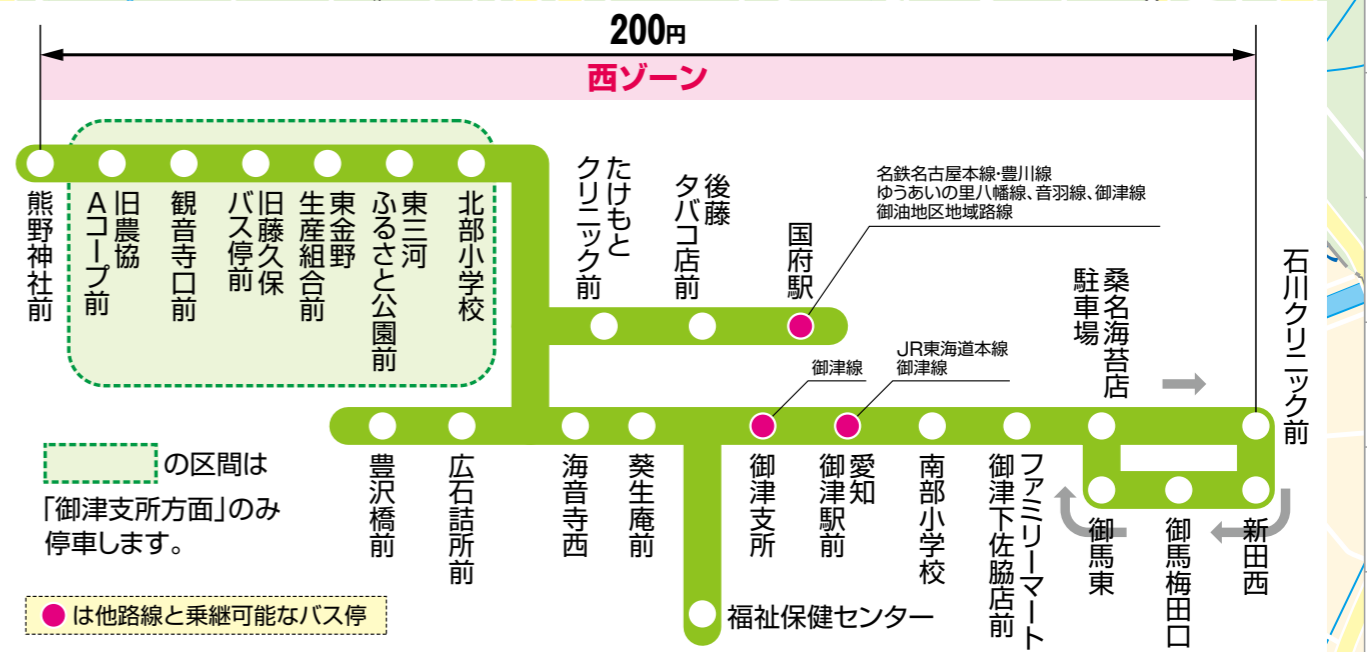 200円
西ゾーン
熊野神社前
旧農協
Aコープ前
観音寺口前
旧藤久保
バス停前
東金野
生産組合前
東三河
ふるさと公園前
北部小学校
たけもと
クリニック前
後藤
タバコ店前
国府駅
名鉄名古屋本線・豊川線
ゆうあいの里八幡線、音羽線、御津線
御油地区地域路線
豊沢橋前
広石詰所前
海音寺西
葵生庵前
御津支所
御津線
愛知
御津駅前
JR東海道本線
御津線
南部小学校
ファミリーマート
御津下佐脇店前
桑名海苔店
駐車場
石川クリニック前
新田西
御馬梅田口
御馬東
福祉保健センター
の区間は
「御津支所方面」のみ
停車します。
は他路線と乗継可能なバス停